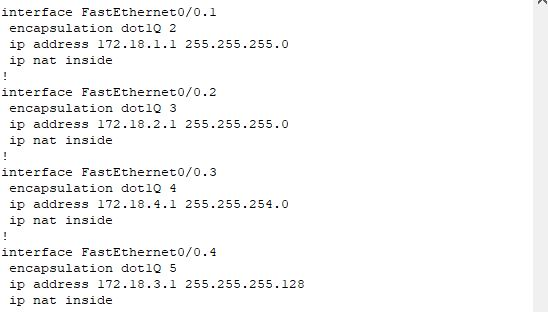 interface FastEthernet0/0.1
encapsulation dot1Q 2
ip address 172.18.1.1 255.255.255.0
ip nat inside
!
interface FastEthernet0/0.2
encapsulation dot1Q 3
ip address 172.18.2.1 255.255.255.0
ip nat inside
!
interface FastEthernet0/0.3
encapsulation dot1Q 4
ip address 172.18.4.1 255.255.254.0
ip nat inside
!
interface FastEthernet0/0.4
encapsulation dot1Q 5
ip address 172.18.3.1 255.255.255.128
ip nat inside